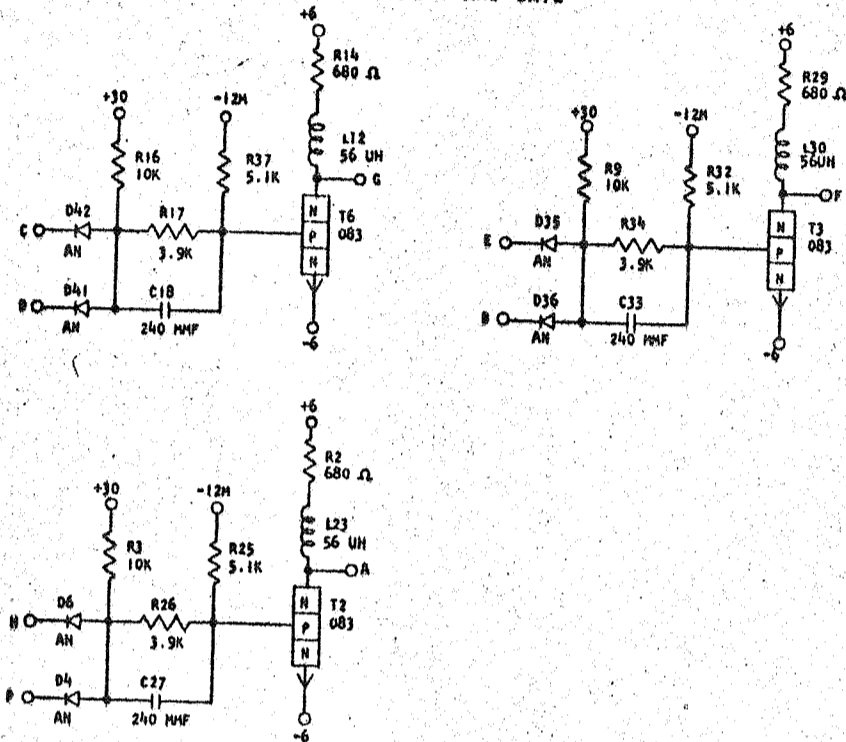 +6
R14
680 Ω
+30
-12M
R16
10K
R37
5.1K
L12
56 UH
G
C
D42
AN
R17
3.9K
T6
083
N
P
N
D41
AN
C18
240 MMF
-6
+6
R29
680 Ω
+30
-12M
R9
10K
R32
5.1K
L30
56UH
F
E
D35
AN
R34
3.9K
T3
083
N
P
N
D36
AN
C33
240 MMF
-6
+6
R2
680 Ω
+30
-12M
R3
10K
R25
5.1K
L23
56 UH
A
D6
AN
R26
3.9K
T2
083
N
P
N
P
D4
AN
C27
240 MMF
-6